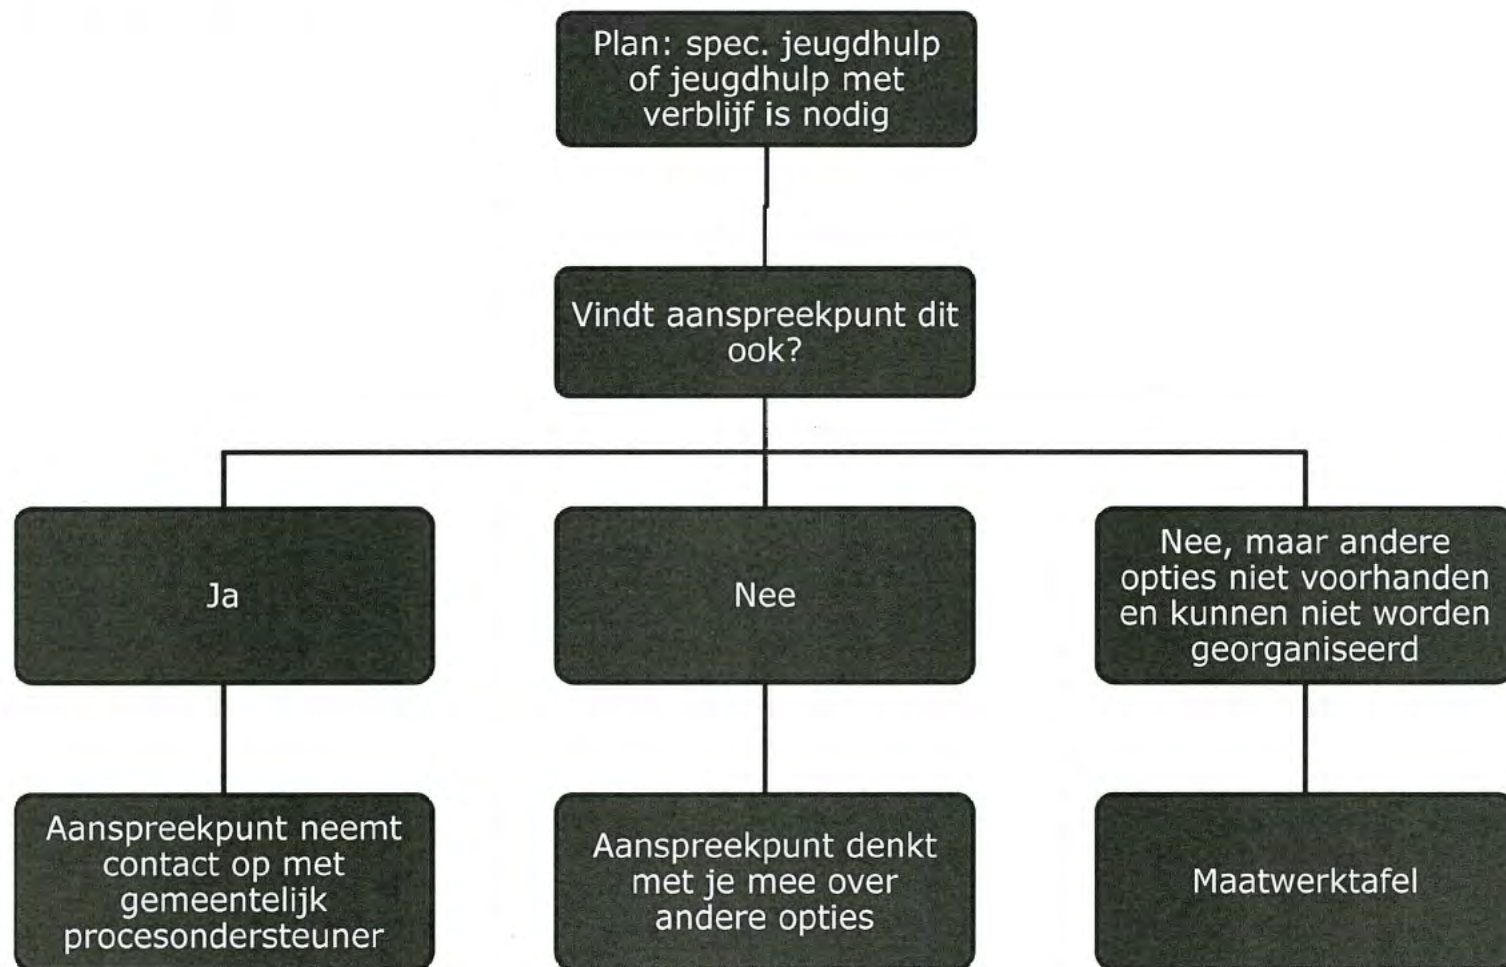 Plan: spec. jeugdhulp
of jeugdhulp met
verblijf is nodig
Vindt aanspreekpunt dit
ook?
Ja
Nee
Nee, maar andere
opties niet voorhanden
en kunnen niet worden
georganiseerd
Aanspreekpunt neemt
contact op met
gemeentelijk
procesondersteuner
Aanspreekpunt denkt
met je mee over
andere opties
Maatwerktafel